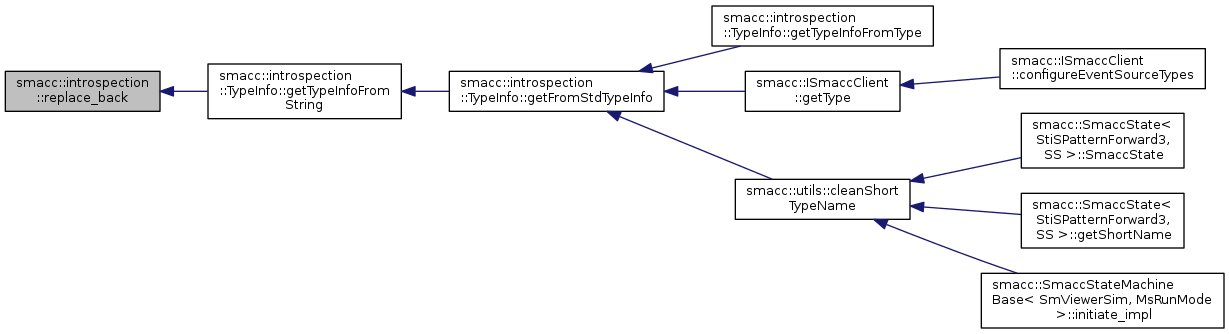 smacc::introspection
::replace_back
smacc::introspection
::TypeInfo::getTypeInfoFrom
String
smacc::introspection
::TypeInfo::getFromStdTypeInfo
smacc::introspection
::TypeInfo::getTypeInfoFromType
smacc::ISmaccClient
::getType
smacc::ISmaccClient
::configureEventSourceTypes
smacc::utils::cleanShort
TypeName
smacc::SmaccState<
StiSPatternForward3,
SS >::SmaccState
smacc::SmaccState<
StiSPatternForward3,
SS >::getShortName
smacc::SmaccStateMachine
Base< SmViewerSim, MsRunMode
>::initiate_impl